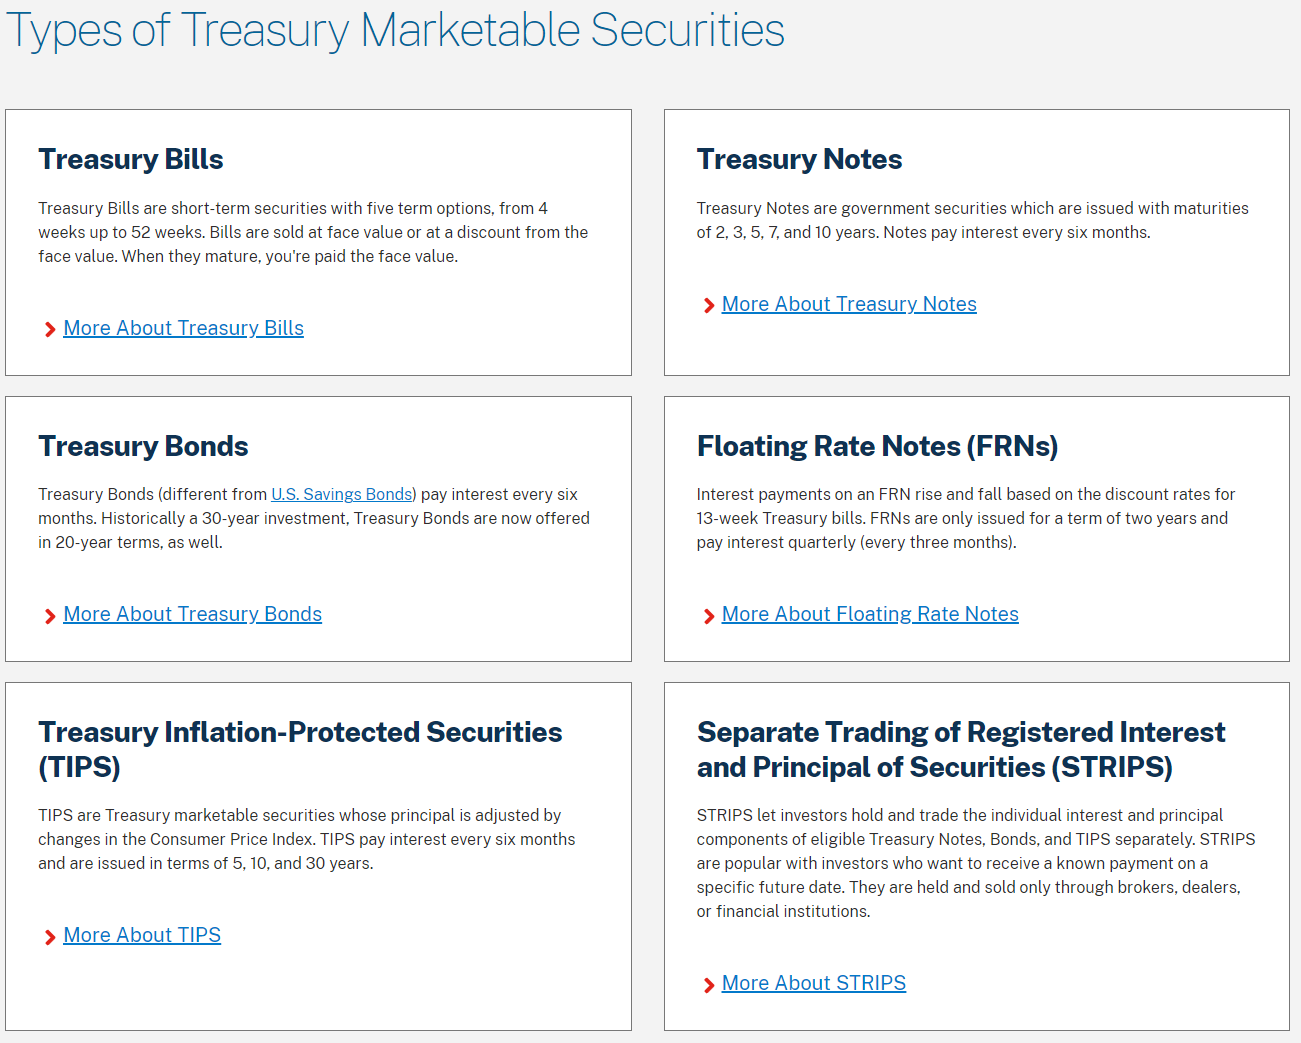 Types of Treasury Marketable Securities
Treasury Bills
Treasury Bills are short-term securities with five term options, from 4
weeks up to 52 weeks. Bills are sold at face value or at a discount from the
face value. When they mature, you're paid the face value.
More About Treasury Bills
Treasury Notes
Treasury Notes are government securities which are issued with maturities
of 2, 3, 5, 7, and 10 years. Notes pay interest every six months.
More About Treasury Notes
Treasury Bonds
Treasury Bonds (different from U.S. Savings Bonds) pay interest every six
months. Historically a 30-year investment, Treasury Bonds are now offered
in 20-year terms, as well.
More About Treasury Bonds
Floating Rate Notes (FRNs)
Interest payments on an FRN rise and fall based on the discount rates for
13-week Treasury bills. FRNs are only issued for a term of two years and
pay interest quarterly (every three months).
More About Floating Rate Notes
Treasury Inflation-Protected Securities
(TIPS)
TIPS are Treasury marketable securities whose principal is adjusted by
changes in the Consumer Price Index. TIPS pay interest every six months
and are issued in terms of 5, 10, and 30 years.
More About TIPS
Separate Trading of Registered Interest
and Principal of Securities (STRIPS)
STRIPS let investors hold and trade the individual interest and principal
components of eligible Treasury Notes, Bonds, and TIPS separately. STRIPS
are popular with investors who want to receive a known payment on a
specific future date. They are held and sold only through brokers, dealers,
or financial institutions.
More About STRIPS